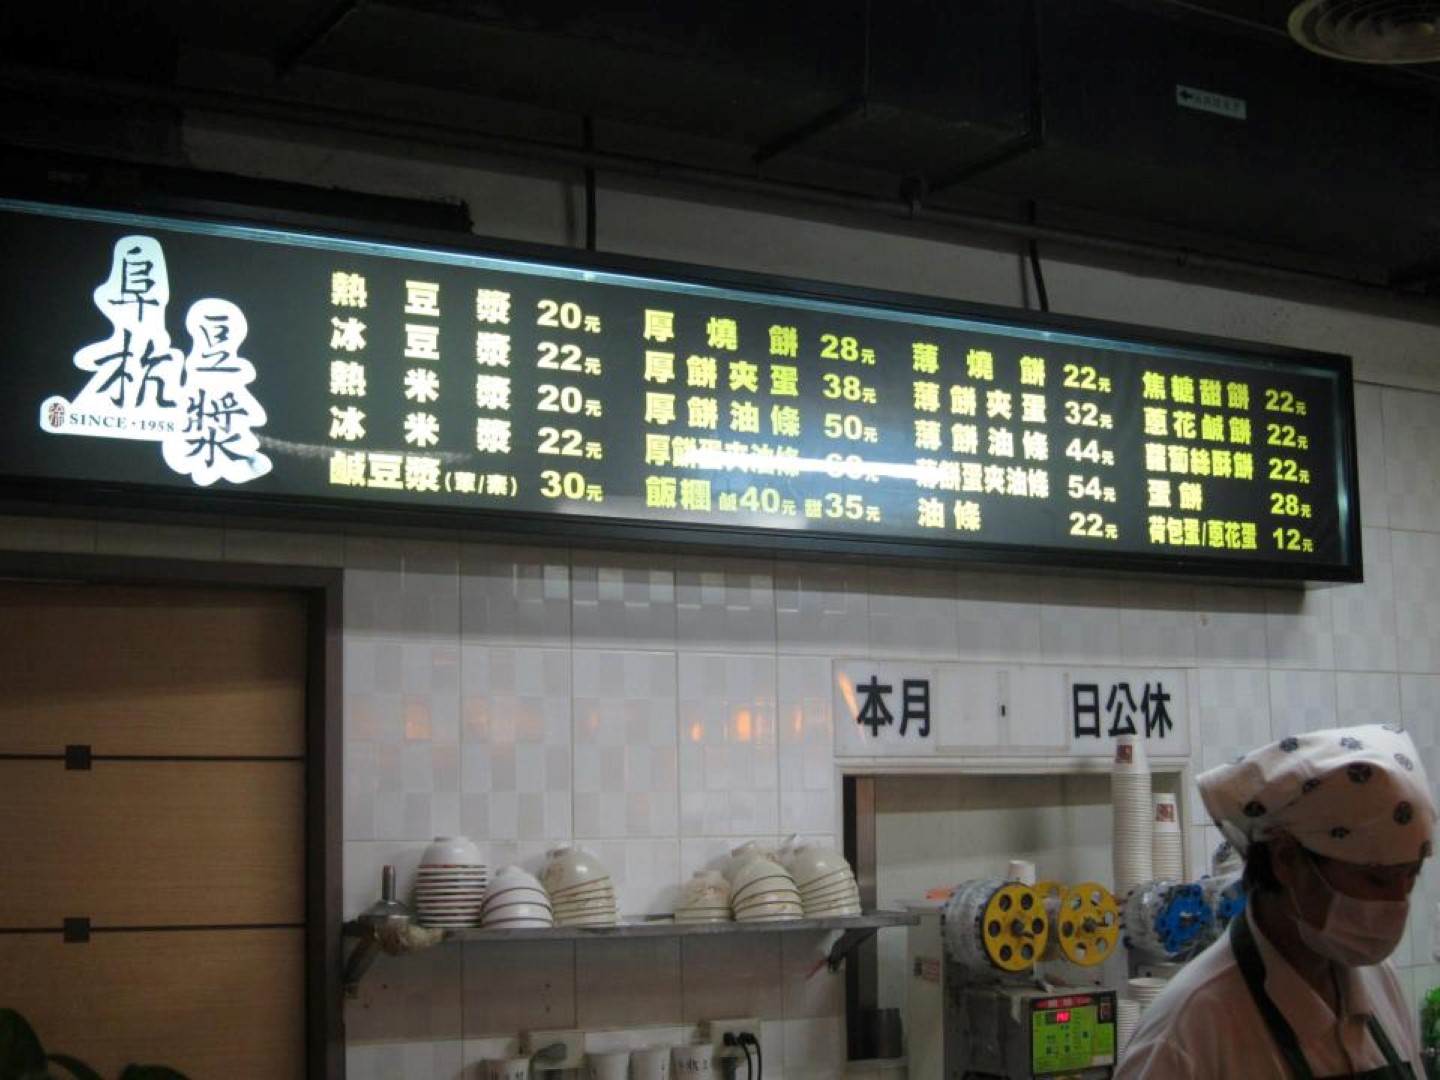 阜杭
豆漿
SINCE·1958
熱豆漿 20元
冰豆漿 22元
熱米漿 20元
冰米漿 22元
鹹豆漿(葷/素) 30元
厚燒餅 28元
厚餅夾蛋 38元
厚餅油條 50元
厚餅蛋夾油條
飯糰 鹹40元 甜35元
薄燒餅 22元
薄餅夾蛋 32元
薄餅油條 44元
薄餅蛋夾油條 54元
油條 22元
焦糖甜餅 22元
蔥花鹹餅 22元
蘿蔔絲酥餅 22元
蛋餅 28元
荷包蛋/蔥花蛋 12元
本月 . 日公休